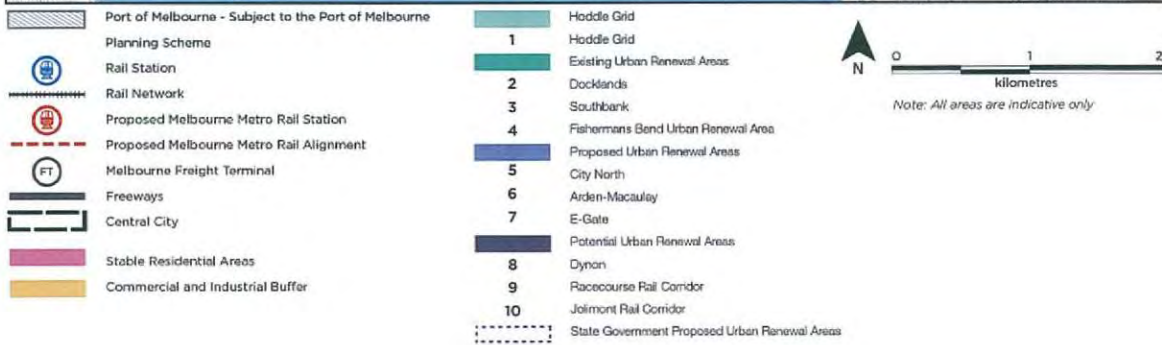 Port of Melbourne - Subject to the Port of Melbourne
Planning Scheme
Rail Station
Rail Network
Proposed Melbourne Metro Rail Station
Proposed Melbourne Metro Rail Alignment
FT Melbourne Freight Terminal
Freeways
Central City
Stable Residential Areas
Commercial and Industrial Buffer
Hoddle Grid
1 Hoddle Grid
Existing Urban Renewal Areas
2 Docklands
3 Southbank
4 Fishermans Bend Urban Renewal Area
Proposed Urban Renewal Areas
5 City North
6 Arden-Macaulay
7 E-Gate
Potential Urban Renewal Areas
8 Dynon
9 Racecourse Rail Corridor
10 Jolimont Rail Corridor
State Government Proposed Urban Renewal Areas
N
0 1 2
kilometres
Note: All areas are indicative only